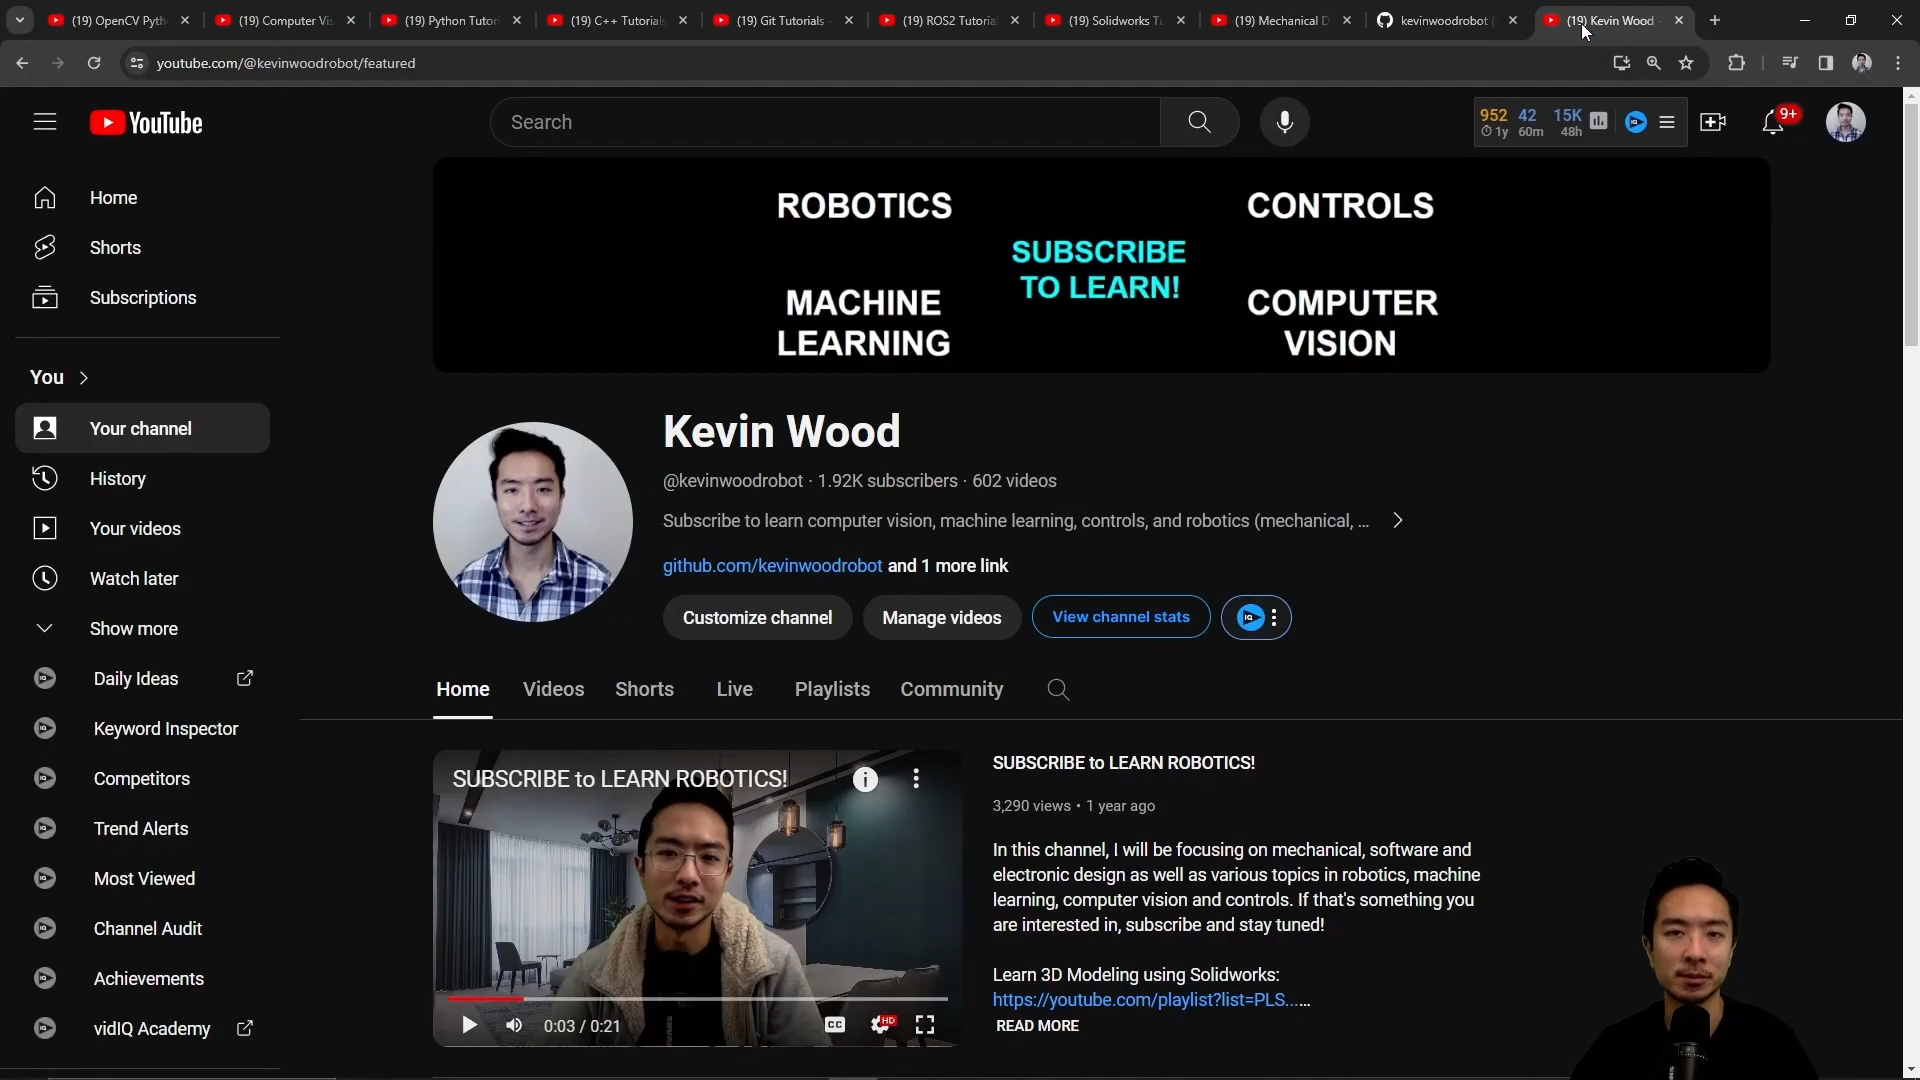 (19) OpenCV Pyth
(19) Computer Vis
(19) Python Tutori
(19) C++ Tutorials
(19) Git Tutorials -
(19) ROS2 Tutoria
(19) Solidworks Tu
(19) Mechanical D
kevinwoodrobot (
(19) Kevin Wood -
youtube.com/@kevinwoodrobot/featured
YouTube
Search
952 42 15K
1y 60m 48h
IQ
9+
Home
Shorts
Subscriptions
You
Your channel
History
Your videos
Watch later
Show more
Daily Ideas
Keyword Inspector
Competitors
Trend Alerts
Most Viewed
Channel Audit
Achievements
vidIQ Academy
ROBOTICS
CONTROLS
SUBSCRIBE
TO LEARN!
MACHINE
LEARNING
COMPUTER
VISION
Kevin Wood
@kevinwoodrobot · 1.92K subscribers · 602 videos
Subscribe to learn computer vision, machine learning, controls, and robotics (mechanical, ...
github.com/kevinwoodrobot and 1 more link
Customize channel
Manage videos
View channel stats
IQ
Home
Videos
Shorts
Live
Playlists
Community
SUBSCRIBE to LEARN ROBOTICS!
0:03 / 0:21
CC
HD
SUBSCRIBE to LEARN ROBOTICS!
3,290 views • 1 year ago
In this channel, I will be focusing on mechanical, software and
electronic design as well as various topics in robotics, machine
learning, computer vision and controls. If that's something you
are interested in, subscribe and stay tuned!
Learn 3D Modeling using Solidworks:
https://youtube.com/playlist?list=PLS...…
READ MORE